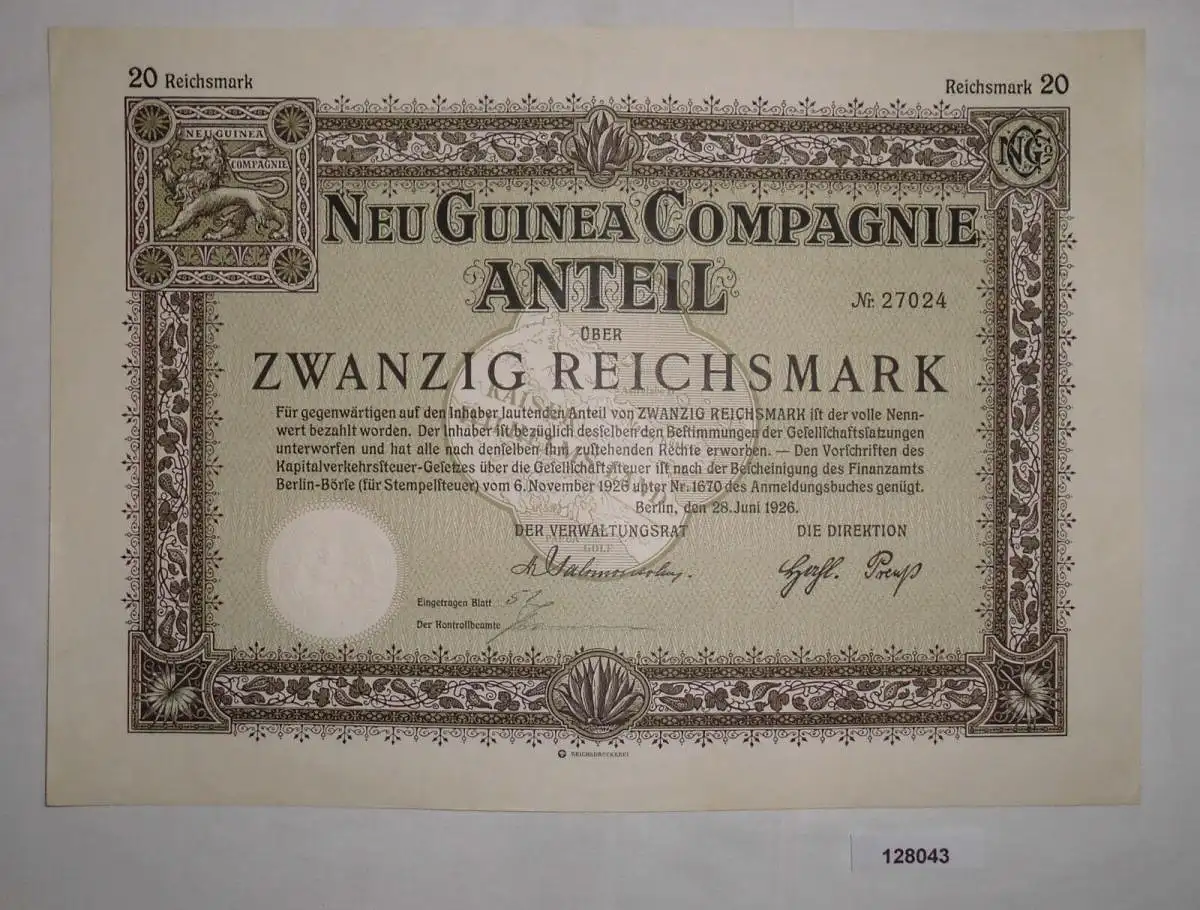 20 Reichsmark
Reichsmark 20
NEU GUINEA
COMPAGNIE
NGC
NEU GUINEA COMPAGNIE
ANTEIL
Nr. 27024
ÜBER
ZWANZIG REICHSMARK
Für gegenwärtigen auf den Inhaber lautenden Anteil von ZWANZIG REICHSMARK iſt der volle Nenn-
wert bezahlt worden. Der Inhaber iſt bezüglich desſelben den Beſtimmungen der Geſellſchaftsſatzungen
unterworfen und hat alle nach denſelben ihm zuſtehenden Rechte erworben. — Den Vorſchriften des
Kapitalverkehrsſteuer-Geſetzes über die Geſellſchaftsſteuer iſt nach der Beſcheinigung des Finanzamts
Berlin-Börſe (für Stempelſteuer) vom 6. November 1926 unter Nr. 1670 des Anmeldungsbuches genügt.
Berlin, den 28. Juni 1926.
DER VERWALTUNGSRAT
DIE DIREKTION
Preuß
GOLF
Eingetragen Blatt
Der Kontrollbeamte
REICHSDRUCKEREI
128043